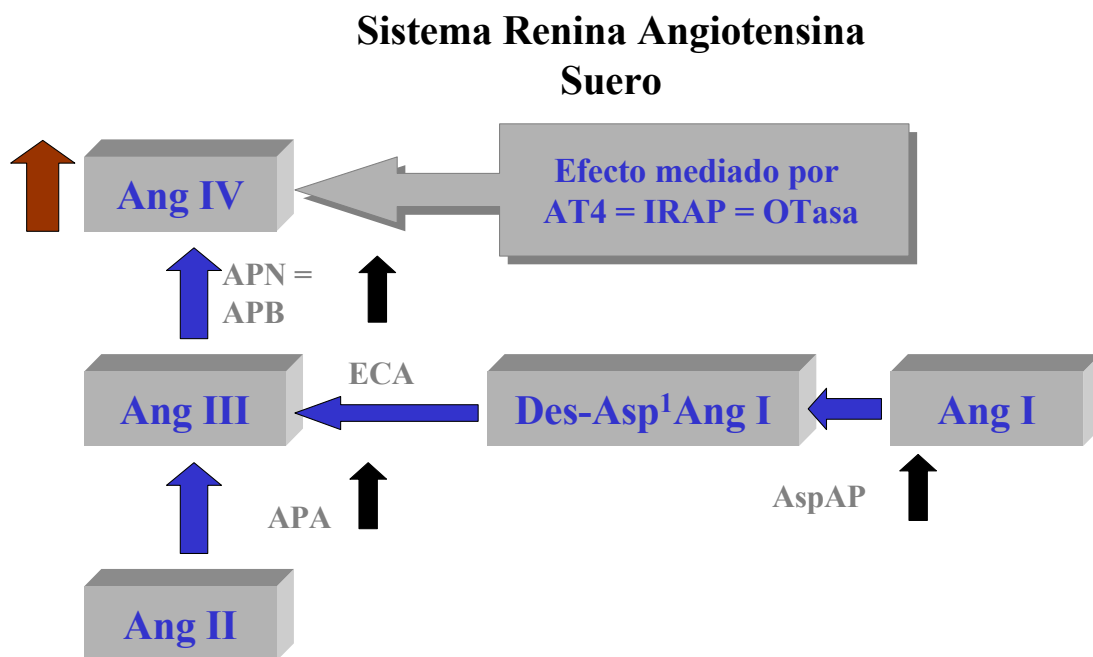 Sistema Renina Angiotensina
Suero
Ang IV
Efecto mediado por
AT4 = IRAP = OTasa
APN =
APB
ECA
Ang III
Des-Asp¹Ang I
Ang I
APA
AspAP
Ang II